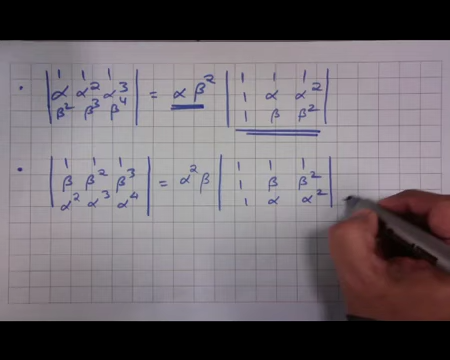 • | 1 1 1 | = αβ² | 1 1 1 |
| α α² α³ | | 1 α α² |
| β² β³ β⁴ | | 1 β β² |
• | 1 1 1 | = α²β | 1 1 1 |
| β β² β³ | | 1 β β² |
| α² α³ α⁴ | | 1 α α² |